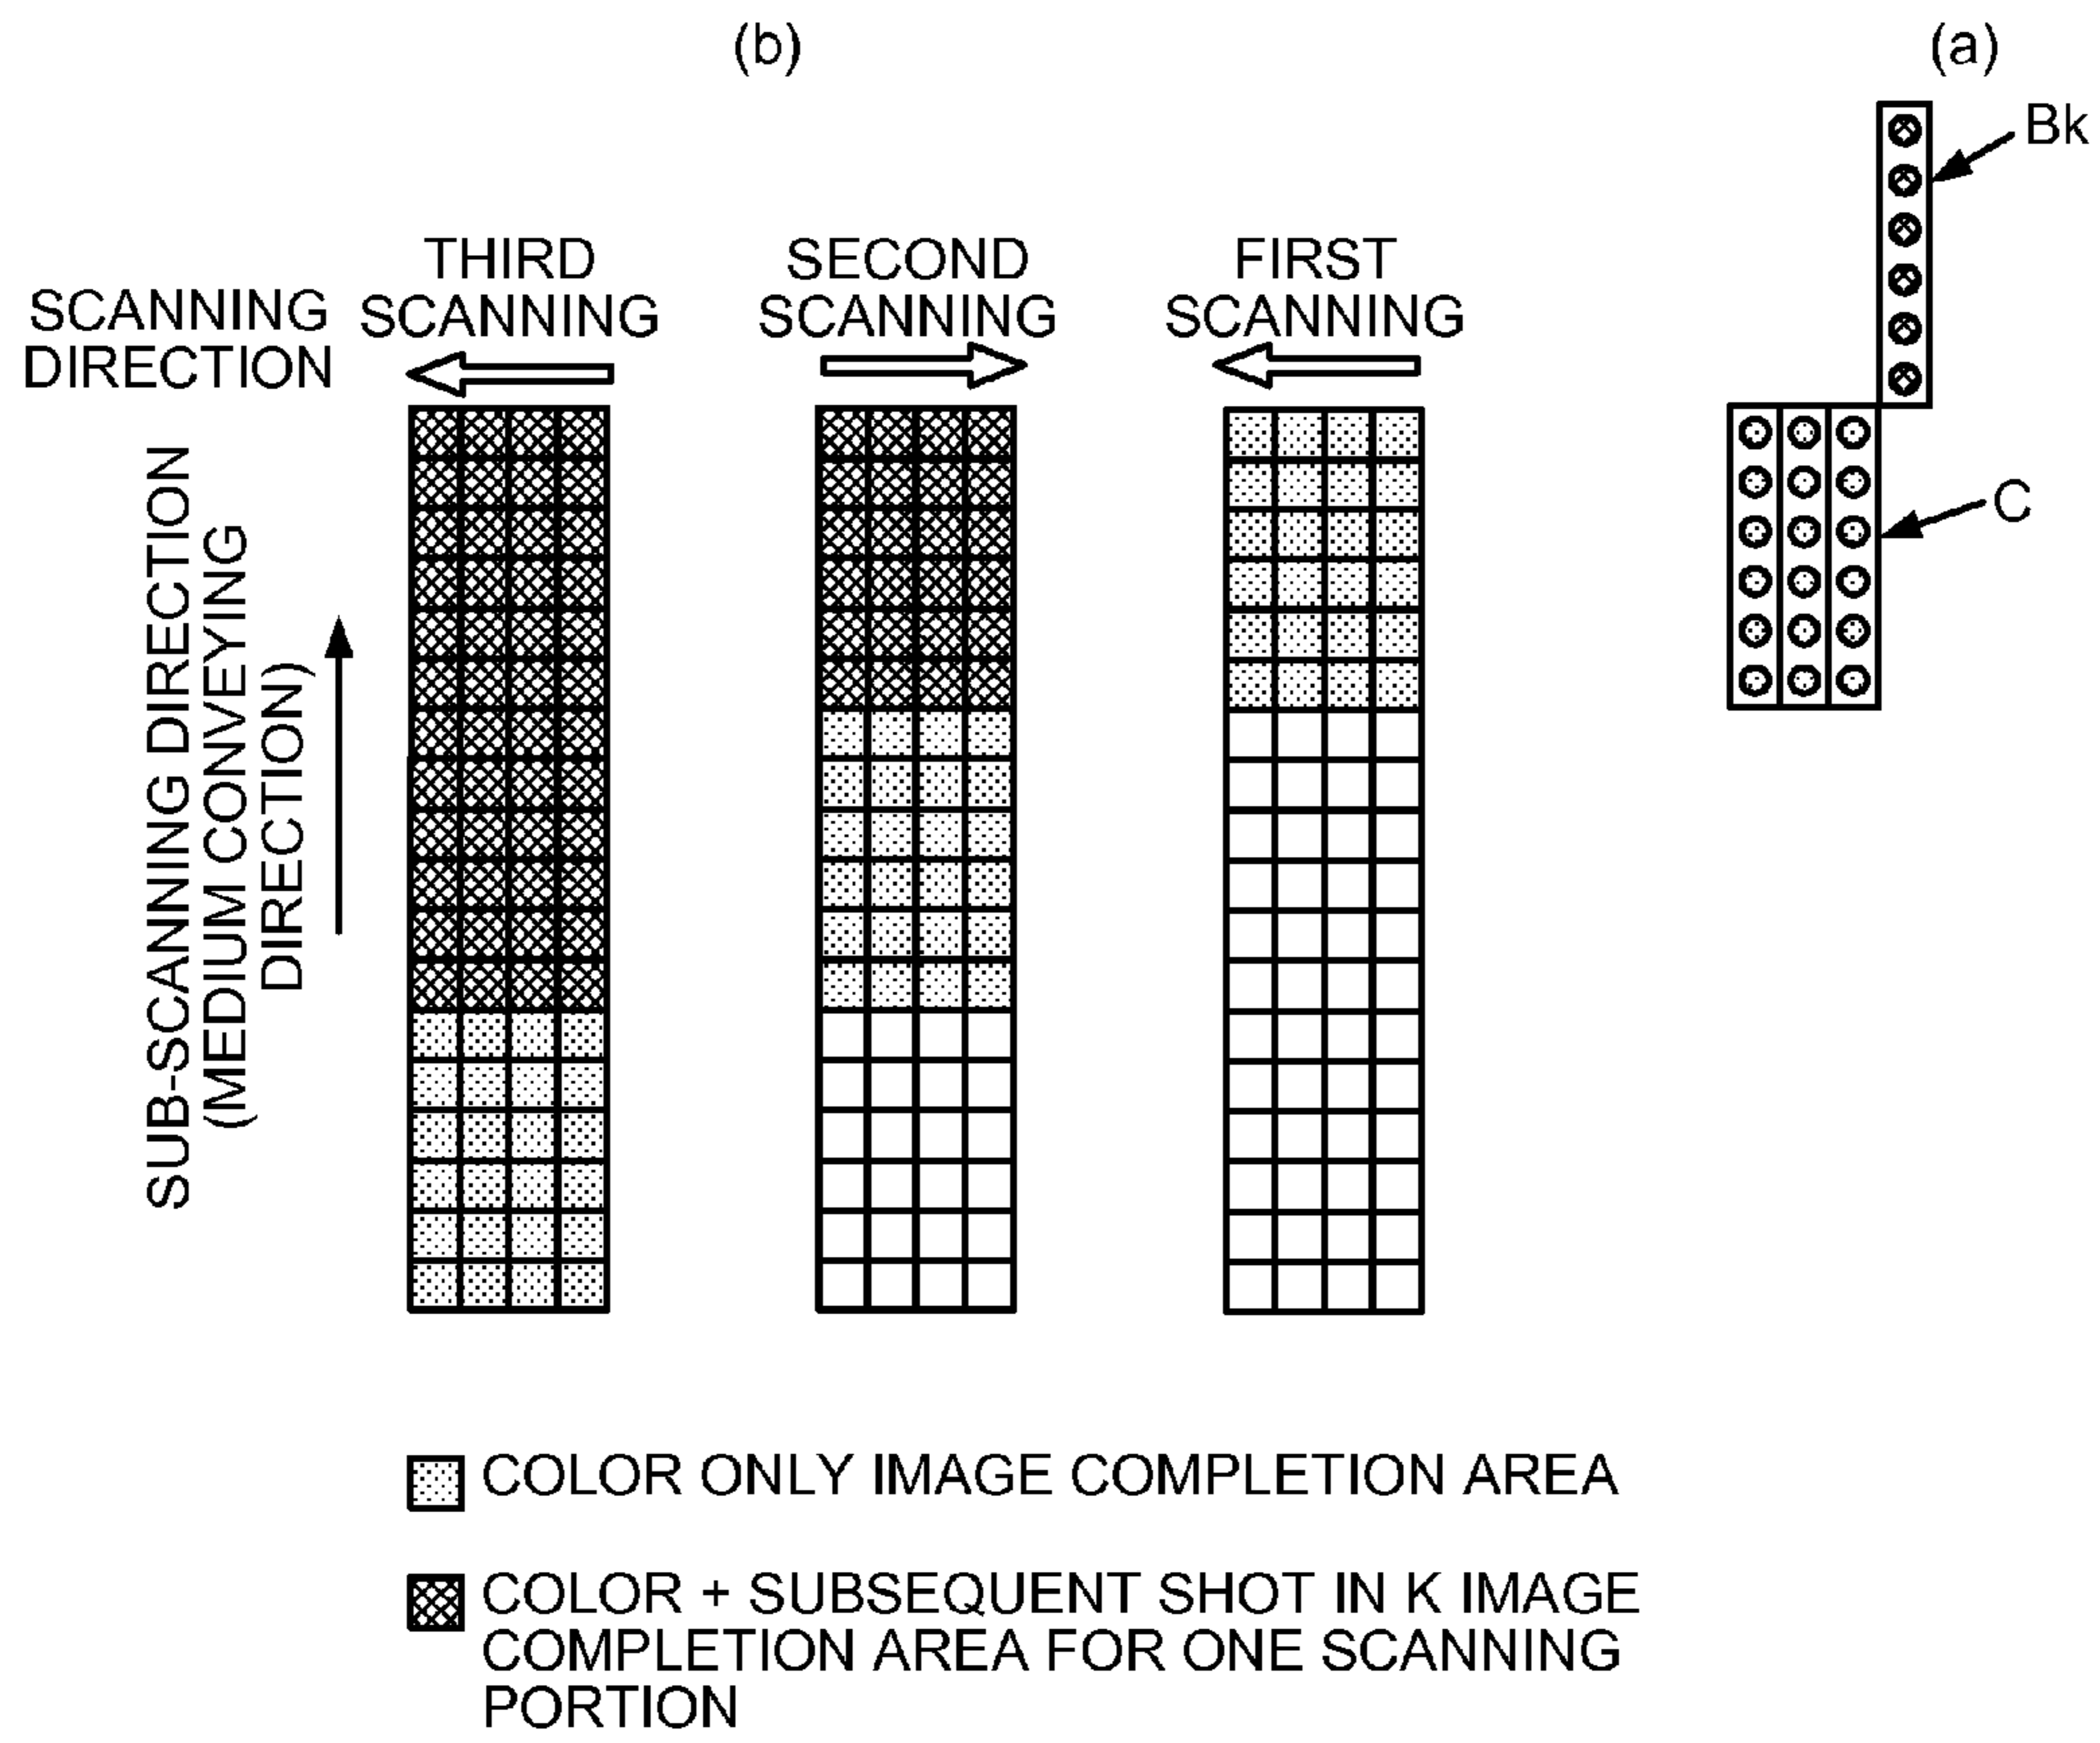 (b)
(a)
Bk
C
THIRD
SCANNING
SECOND
SCANNING
FIRST
SCANNING
SCANNING
DIRECTION
SUB-SCANNING DIRECTION
(MEDIUM CONVEYING
DIRECTION)
COLOR ONLY IMAGE COMPLETION AREA
COLOR + SUBSEQUENT SHOT IN K IMAGE
COMPLETION AREA FOR ONE SCANNING
PORTION